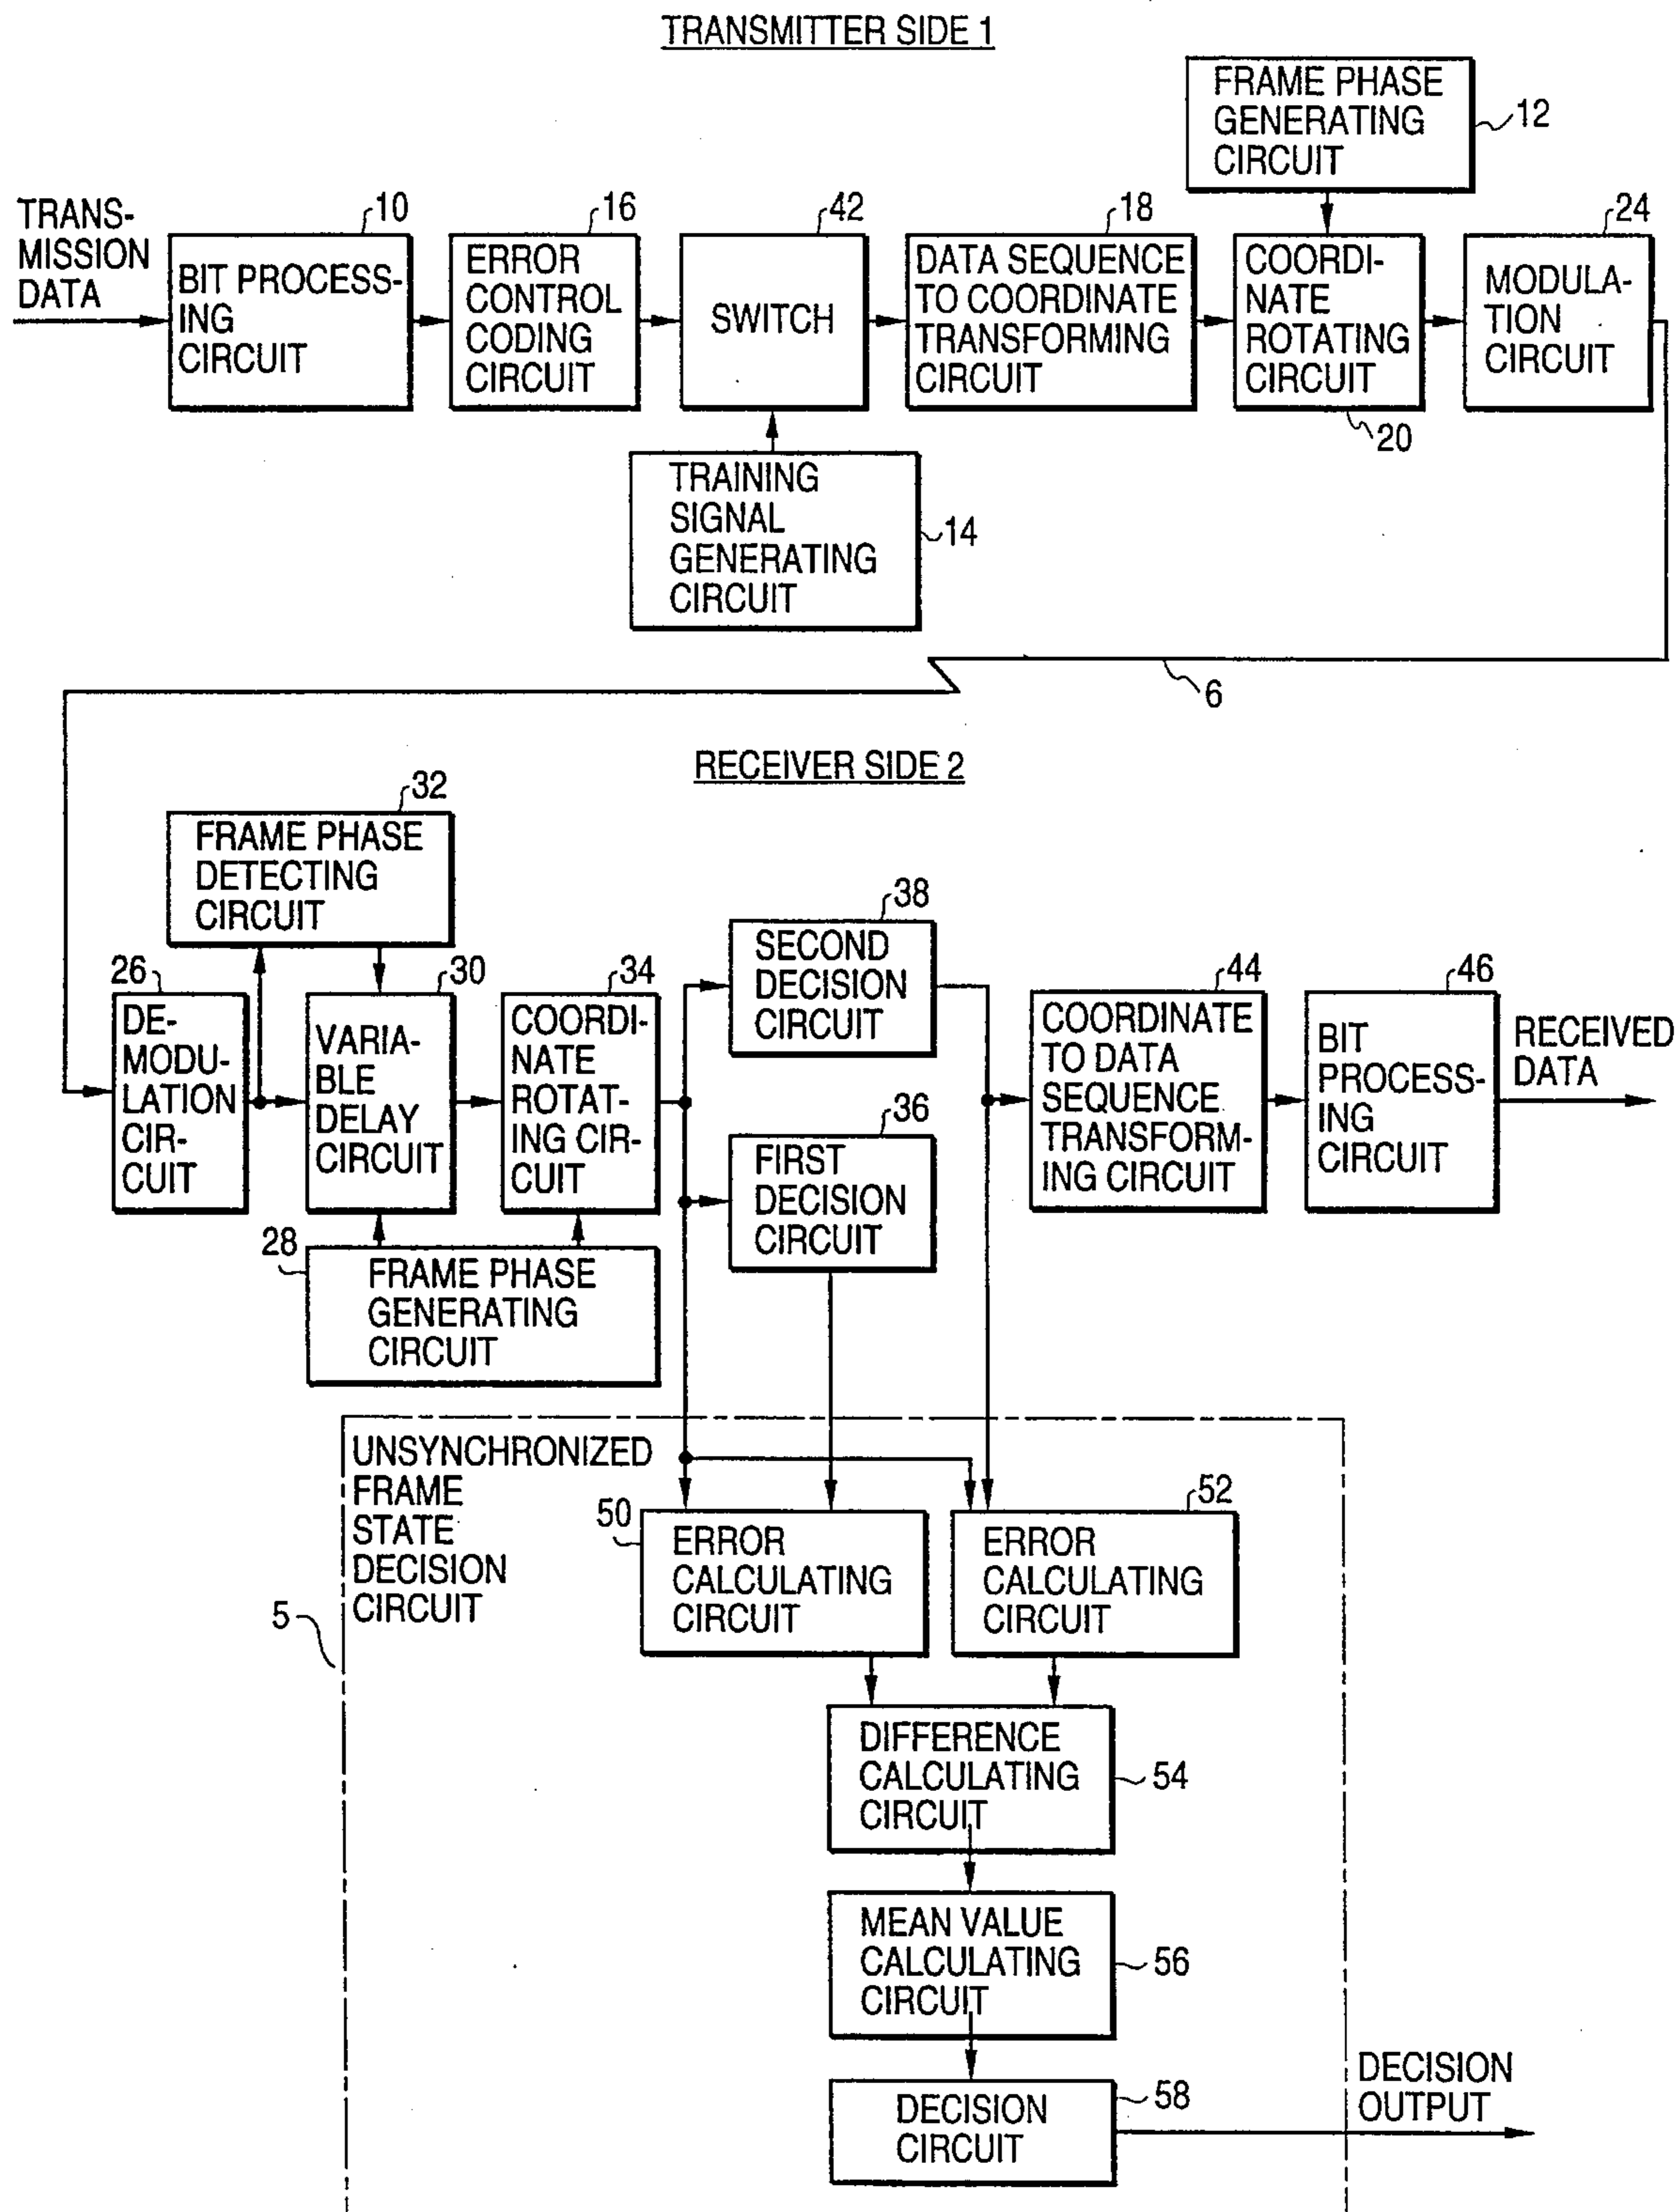 TRANSMITTER SIDE 1
FRAME PHASE
GENERATING
CIRCUIT
12
TRANS-
MISSION
DATA
10
BIT PROCESS-
ING
CIRCUIT
16
ERROR
CONTROL
CODING
CIRCUIT
42
SWITCH
18
DATA SEQUENCE
TO COORDINATE
TRANSFORMING
CIRCUIT
COORDI-
NATE
ROTATING
CIRCUIT
20
24
MODULA-
TION
CIRCUIT
TRAINING
SIGNAL
GENERATING
CIRCUIT
14
6
RECEIVER SIDE 2
32
FRAME PHASE
DETECTING
CIRCUIT
26
DE-
MODU-
LATION
CIR-
CUIT
30
VARIA-
BLE
DELAY
CIRCUIT
34
COORDI-
NATE
ROTAT-
ING CIR-
CUIT
38
SECOND
DECISION
CIRCUIT
36
FIRST
DECISION
CIRCUIT
44
COORDINATE
TO DATA
SEQUENCE
TRANSFORM-
ING CIRCUIT
46
BIT
PROCESS-
ING
CIRCUIT
RECEIVED
DATA
28
FRAME PHASE
GENERATING
CIRCUIT
UNSYNCHRONIZED
FRAME
STATE
DECISION
CIRCUIT
5
50
ERROR
CALCULATING
CIRCUIT
52
ERROR
CALCULATING
CIRCUIT
DIFFERENCE
CALCULATING
CIRCUIT
54
MEAN VALUE
CALCULATING
CIRCUIT
56
DECISION
CIRCUIT
58
DECISION
OUTPUT